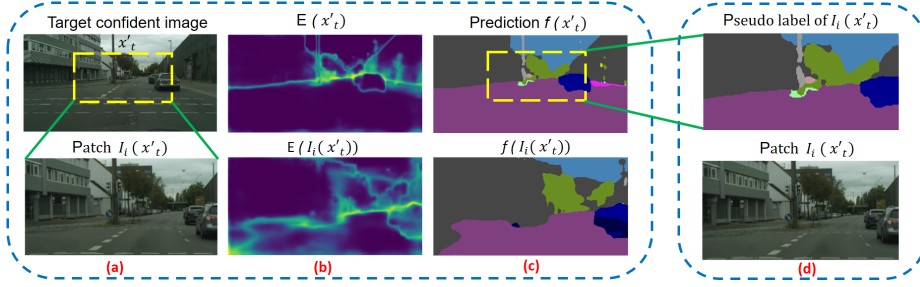 Target confident image
x′ₜ
E (x′ₜ)
Prediction f(x′ₜ)
Pseudo label of Iᵢ(x′ₜ)
Patch Iᵢ(x′ₜ)
E(Iᵢ(x′ₜ))
f(Iᵢ(x′ₜ))
Patch Iᵢ(x′ₜ)
(a)
(b)
(c)
(d)